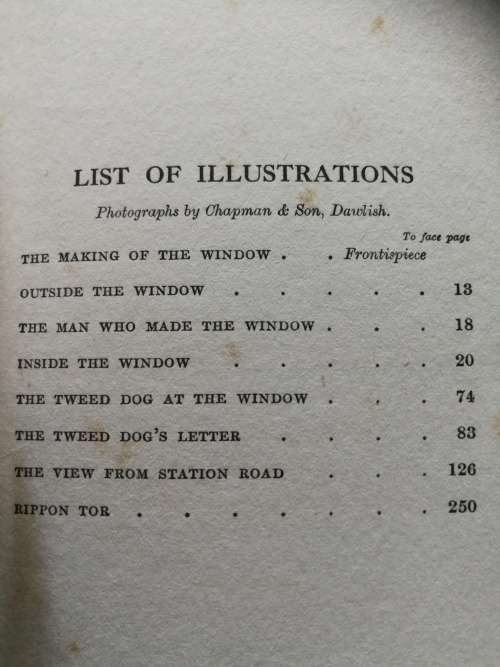 LIST OF ILLUSTRATIONS
Photographs by Chapman & Son, Dawlish.
To face page
THE MAKING OF THE WINDOW . . Frontispiece
OUTSIDE THE WINDOW . . . . . 13
THE MAN WHO MADE THE WINDOW . . . 18
INSIDE THE WINDOW . . . . . 20
THE TWEED DOG AT THE WINDOW . . . 74
THE TWEED DOG'S LETTER . . . . 83
THE VIEW FROM STATION ROAD . . . 126
RIPPON TOR . . . . . . . 250